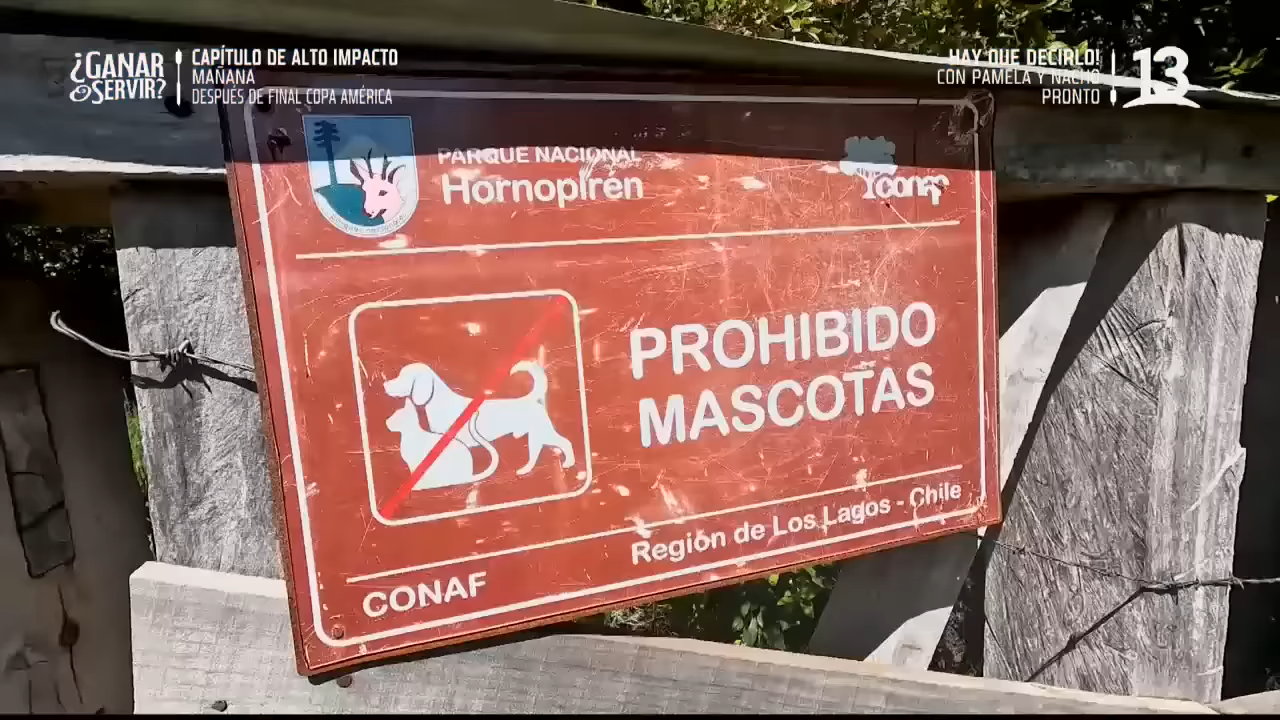 ¿GANAR
O SERVIR?
CAPÍTULO DE ALTO IMPACTO
MAÑANA
DESPUÉS DE FINAL COPA AMÉRICA
HAY QUE DECIRLO!
CON PAMELA Y NACHO
PRONTO
13
PARQUE NACIONAL
Hornopirén
conaf
PROHIBIDO
MASCOTAS
Región de Los Lagos - Chile
CONAF